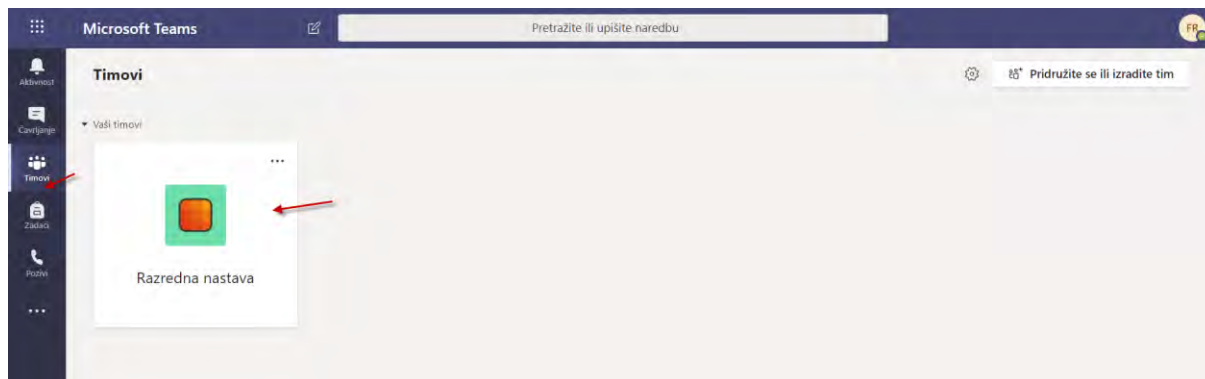 Microsoft Teams
Pretražite ili upišite naredbu
FR
Aktivnost
Čavrljanje
Timovi
Zadaci
Pozivi
Timovi
Pridružite se ili izradite tim
Vaši timovi
Razredna nastava